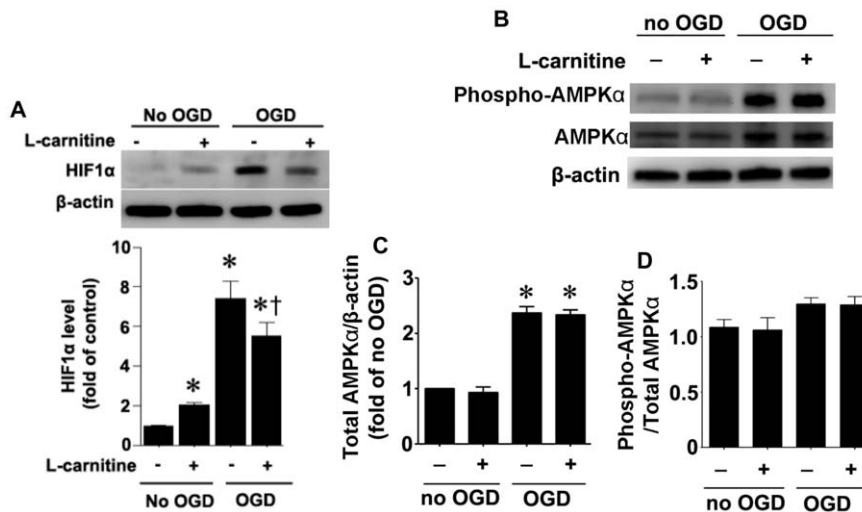 A
No OGD OGD
L-carnitine
- + - +
HIF1α
β-actin
HIF1α level
(fold of control)
10
8
6
4
2
0
*
*
*†
L-carnitine - + - +
No OGD OGD
B
no OGD OGD
L-carnitine
– + – +
Phospho-AMPKα
AMPKα
β-actin
C
Total AMPKα/β-actin
(fold of no OGD)
3
2
1
0
* *
– + – +
no OGD OGD
D
Phospho-AMPKα
/Total AMPKα
1.5
1.0
0.5
0.0
– + – +
no OGD OGD